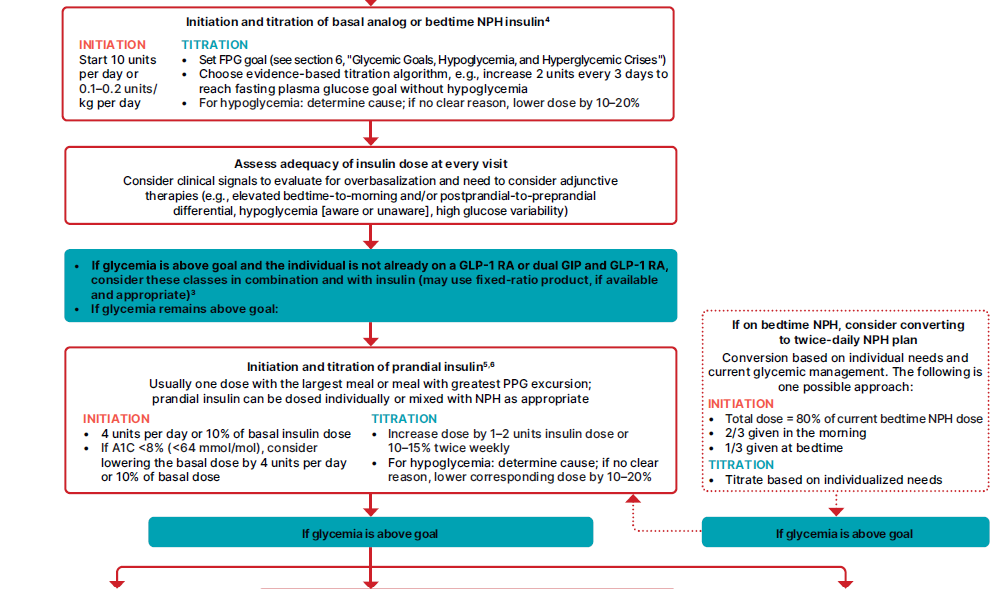 Initiation and titration of basal analog or bedtime NPH insulin⁴
INITIATION
Start 10 units
per day or
0.1–0.2 units/
kg per day
TITRATION
• Set FPG goal (see section 6, "Glycemic Goals, Hypoglycemia, and Hyperglycemic Crises")
• Choose evidence-based titration algorithm, e.g., increase 2 units every 3 days to
reach fasting plasma glucose goal without hypoglycemia
• For hypoglycemia: determine cause; if no clear reason, lower dose by 10–20%
Assess adequacy of insulin dose at every visit
Consider clinical signals to evaluate for overbasalization and need to consider adjunctive
therapies (e.g., elevated bedtime-to-morning and/or postprandial-to-preprandial
differential, hypoglycemia [aware or unaware], high glucose variability)
• If glycemia is above goal and the individual is not already on a GLP-1 RA or dual GIP and GLP-1 RA,
consider these classes in combination and with insulin (may use fixed-ratio product, if available
and appropriate)³
• If glycemia remains above goal:
Initiation and titration of prandial insulin⁵,⁶
Usually one dose with the largest meal or meal with greatest PPG excursion;
prandial insulin can be dosed individually or mixed with NPH as appropriate
INITIATION
• 4 units per day or 10% of basal insulin dose
• If A1C <8% (<64 mmol/mol), consider
lowering the basal dose by 4 units per day
or 10% of basal dose
TITRATION
• Increase dose by 1–2 units insulin dose or
10–15% twice weekly
• For hypoglycemia: determine cause; if no clear
reason, lower corresponding dose by 10–20%
If glycemia is above goal
If on bedtime NPH, consider converting
to twice-daily NPH plan
Conversion based on individual needs and
current glycemic management. The following is
one possible approach:
INITIATION
• Total dose = 80% of current bedtime NPH dose
• 2/3 given in the morning
• 1/3 given at bedtime
TITRATION
• Titrate based on individualized needs
If glycemia is above goal